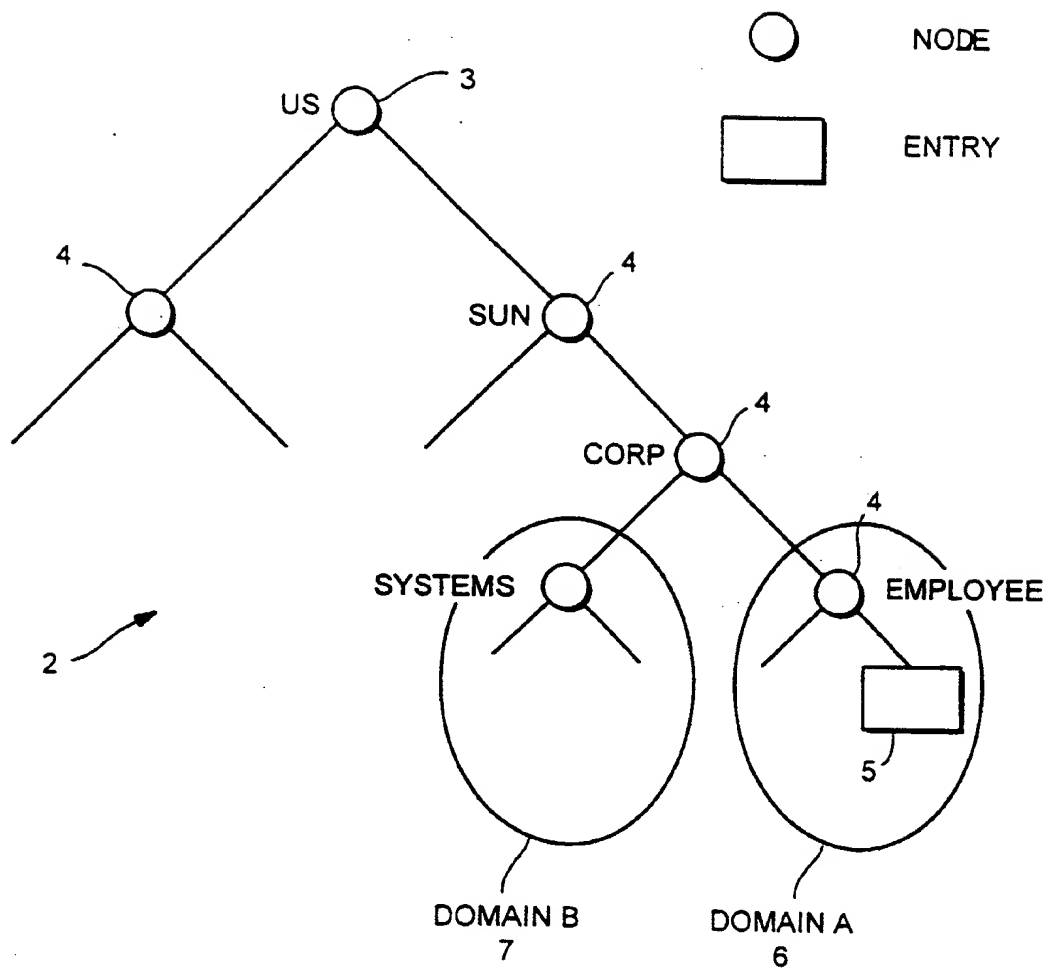 NODE
3
US
ENTRY
4
4
SUN
4
CORP
4
SYSTEMS
EMPLOYEE
2
5
DOMAIN B
7
DOMAIN A
6